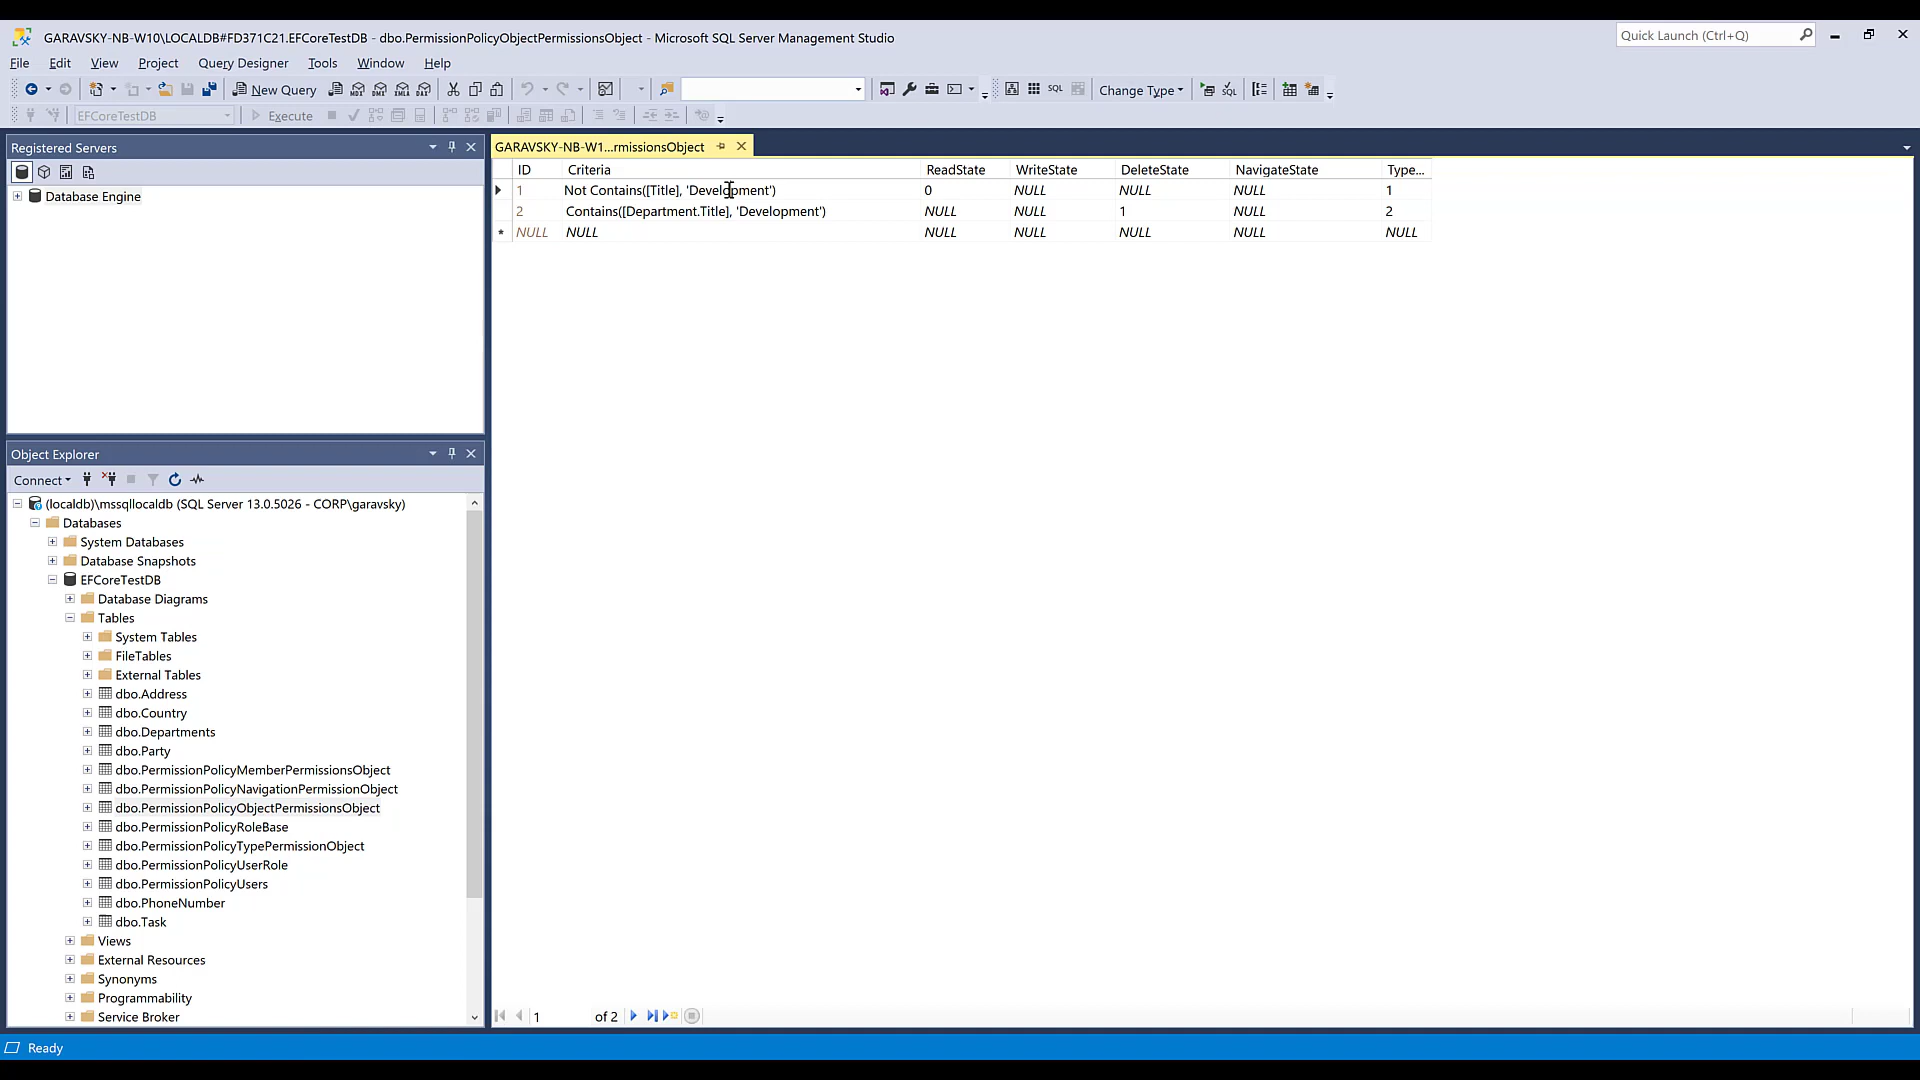 GARAVSKY-NB-W10\LOCALDB#FD371C21.EFCoreTestDB - dbo.PermissionPolicyObjectPermissionsObject - Microsoft SQL Server Management Studio
Quick Launch (Ctrl+Q)
File Edit View Project Query Designer Tools Window Help
New Query MDX DMX XMLA DAX SQL Change Type
EFCoreTestDB Execute
Registered Servers
Database Engine
Object Explorer
Connect
(localdb)\mssqllocaldb (SQL Server 13.0.5026 - CORP\garavsky)
Databases
System Databases
Database Snapshots
EFCoreTestDB
Database Diagrams
Tables
System Tables
FileTables
External Tables
dbo.Address
dbo.Country
dbo.Departments
dbo.Party
dbo.PermissionPolicyMemberPermissionsObject
dbo.PermissionPolicyNavigationPermissionObject
dbo.PermissionPolicyObjectPermissionsObject
dbo.PermissionPolicyRoleBase
dbo.PermissionPolicyTypePermissionObject
dbo.PermissionPolicyUserRole
dbo.PermissionPolicyUsers
dbo.PhoneNumber
dbo.Task
Views
External Resources
Synonyms
Programmability
Service Broker
GARAVSKY-NB-W1...rmissionsObject
ID Criteria ReadState WriteState DeleteState NavigateState Type...
1 Not Contains([Title], 'Development') 0 NULL NULL NULL 1
2 Contains([Department.Title], 'Development') NULL NULL 1 NULL 2
* NULL NULL NULL NULL NULL NULL NULL
1 of 2
Ready